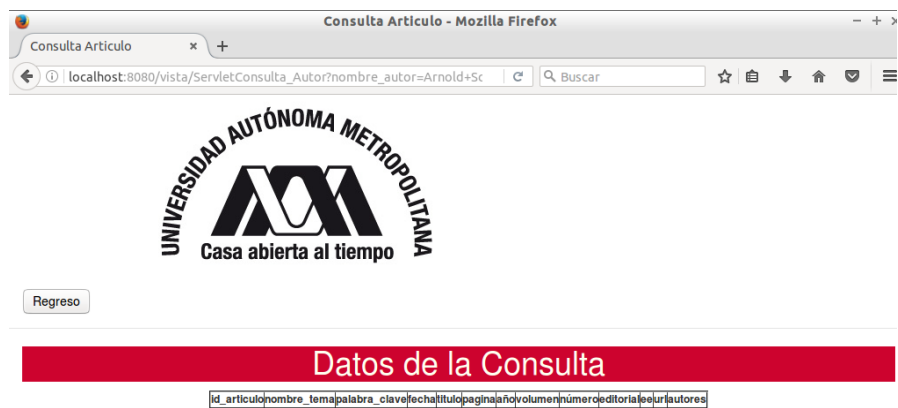 Consulta Articulo - Mozilla Firefox
Consulta Articulo
localhost:8080/vista/ServletConsulta_Autor?nombre_autor=Arnold+Sc
Buscar
UNIVERSIDAD AUTÓNOMA METROPOLITANA
Casa abierta al tiempo
Regreso
Datos de la Consulta
id_articulo nombre_tema palabra_clave fecha titulo pagina año volumen número editorial ee url autores